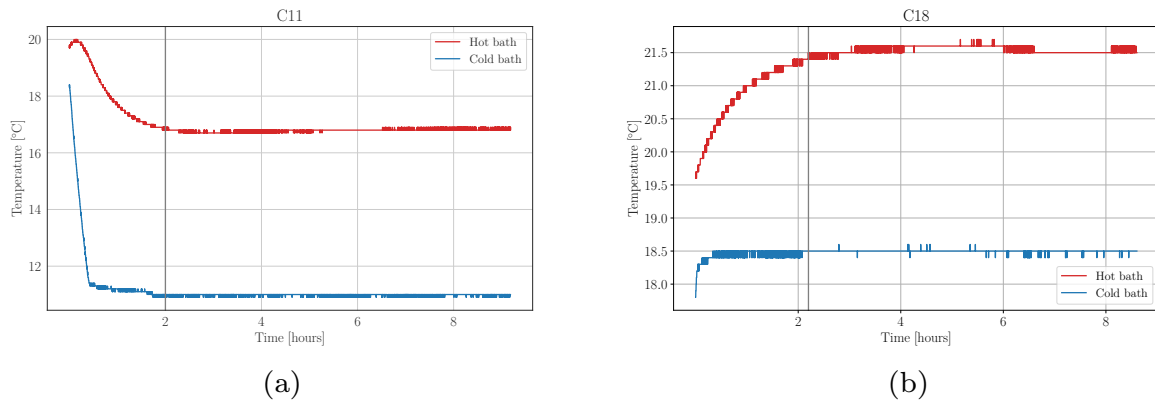 C11
20
18
16
14
12
Temperature [°C]
2
4
6
8
Time [hours]
Hot bath
Cold bath
(a)
C18
21.5
21.0
20.5
20.0
19.5
19.0
18.5
18.0
Temperature [°C]
2
4
6
8
Time [hours]
Hot bath
Cold bath
(b)